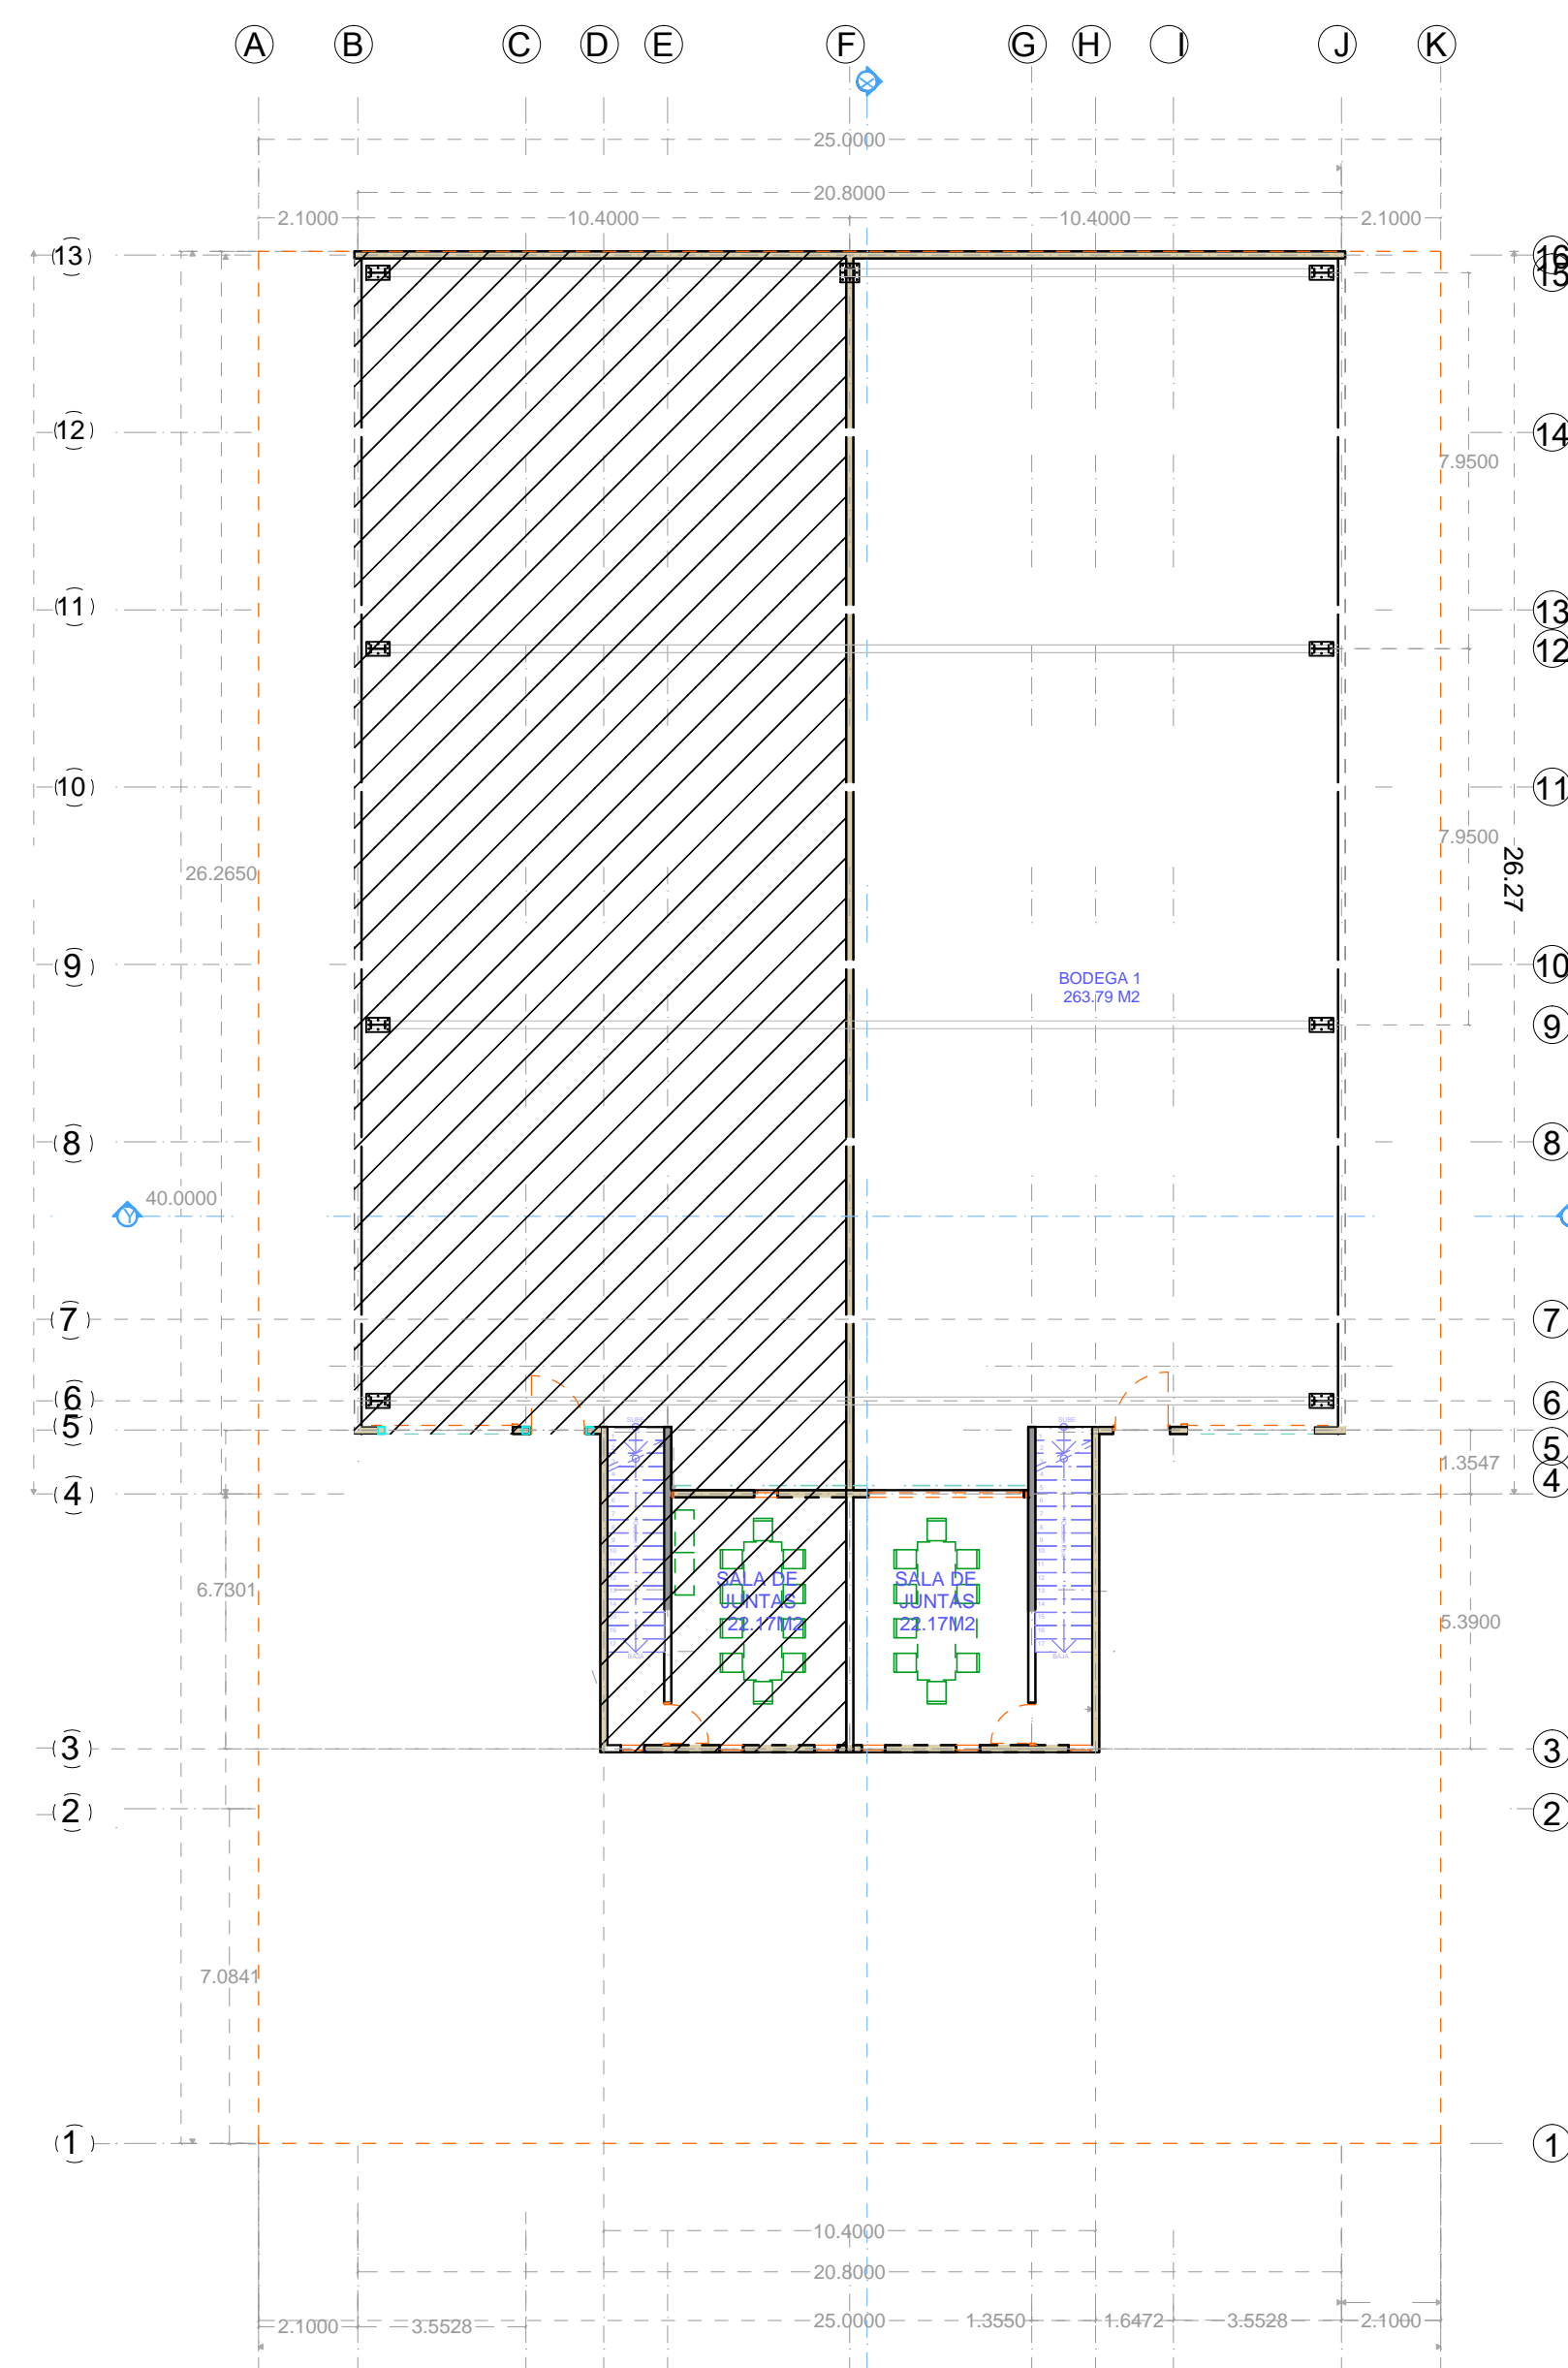 A B C D E F G H I J K
X
25.0000
20.8000
2.1000 10.4000 10.4000 2.1000
13 16
15
12 14
7.9500
11 13
12
10 11
7.9500
26.2650 26.27
9 10
BODEGA 1
263.79 M2
9
8 8
40.0000
Y
7 7
6 6
5 5
SUBE SUBE
1.3547
4 4
SALA DE SALA DE
JUNTAS JUNTAS
22.17M2 22.17M2
6.7301
5.3900
BAJA BAJA
3 3
2 2
7.0841
1 1
10.4000
20.8000
25.0000 1.3550 1.6472 3.5528 2.1000
2.1000 3.5528